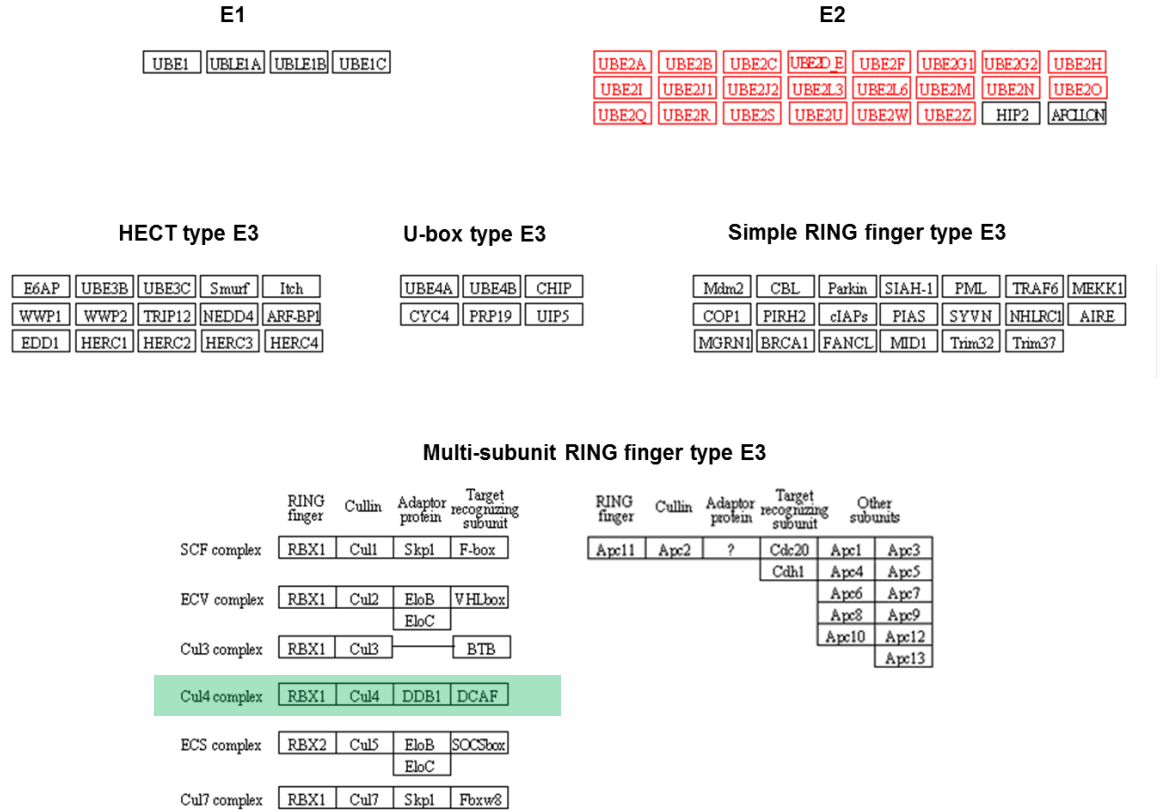 E1 E2
UBE1 UBLE1A UBLE1B UBE1C
UBE2A UBE2B UBE2C UBE2D_E UBE2F UBE2G1 UBE2G2 UBE2H
UBE2I UBE2J1 UBE2J2 UBE2L3 UBE2L6 UBE2M UBE2N UBE2O
UBE2Q UBE2R UBE2S UBE2U UBE2W UBE2Z HIP2 AFCLLON
HECT type E3
E6AP UBE3B UBE3C Smurf Itch
WWP1 WWP2 TRIP12 NEDD4 ARF-BP1
EDD1 HERC1 HERC2 HERC3 HERC4
U-box type E3
UBE4A UBE4B CHIP
CYC4 PRP19 UIP5
Simple RING finger type E3
Mdm2 CBL Parkin SIAH-1 PML TRAF6 MEKK1
COP1 PIRH2 cIAPs PIAS SYVN NHLRC1 AIRE
MGRN1 BRCA1 FANCL MID1 Trim32 Trim37
Multi-subunit RING finger type E3
RING finger Cullin Adaptor protein Target recognizing subunit
SCF complex RBX1 Cul1 Skp1 F-box
ECV complex RBX1 Cul2 EloB VHLbox
EloC
Cul3 complex RBX1 Cul3 BTB
Cul4 complex RBX1 Cul4 DDB1 DCAF
ECS complex RBX2 Cul5 EloB SOCSbox
EloC
Cul7 complex RBX1 Cul7 Skp1 Fbxw8
RING finger Cullin Adaptor protein Target recognizing subunit Other subunits
Apc11 Apc2 ? Cdc20 Apc1 Apc3
Cdh1 Apc4 Apc5
Apc6 Apc7
Apc8 Apc9
Apc10 Apc12
Apc13